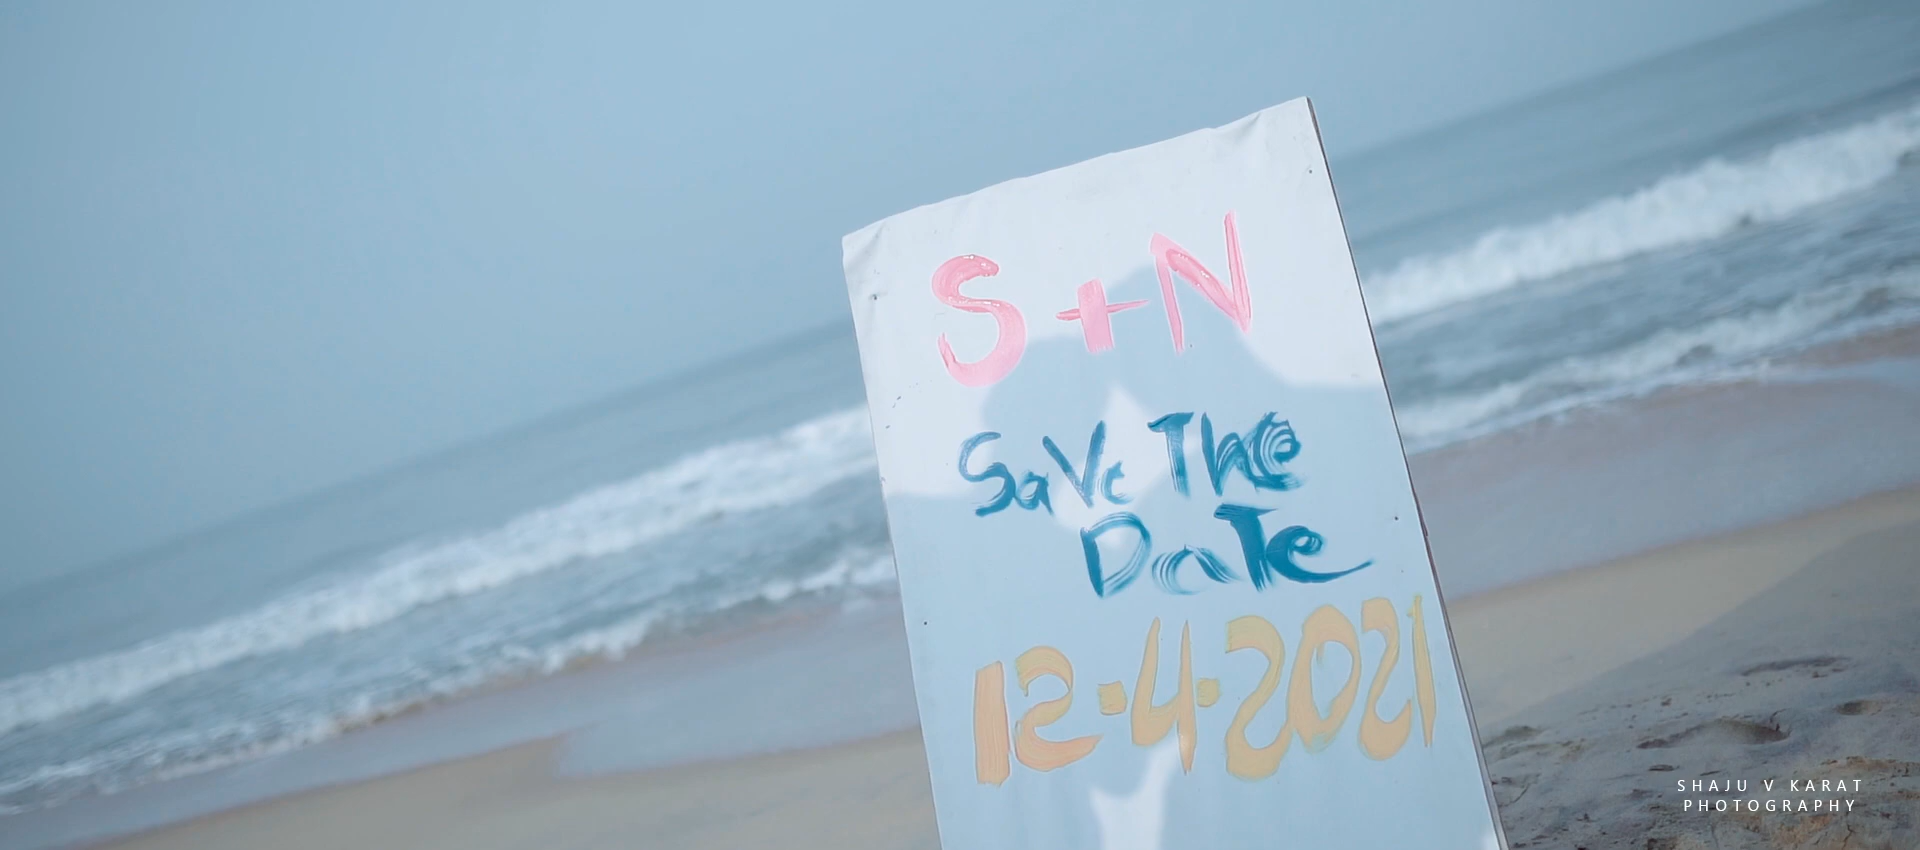 S+N
SaVe The
DaTe
12.4.2021
SHAJU V KARAT
PHOTOGRAPHY